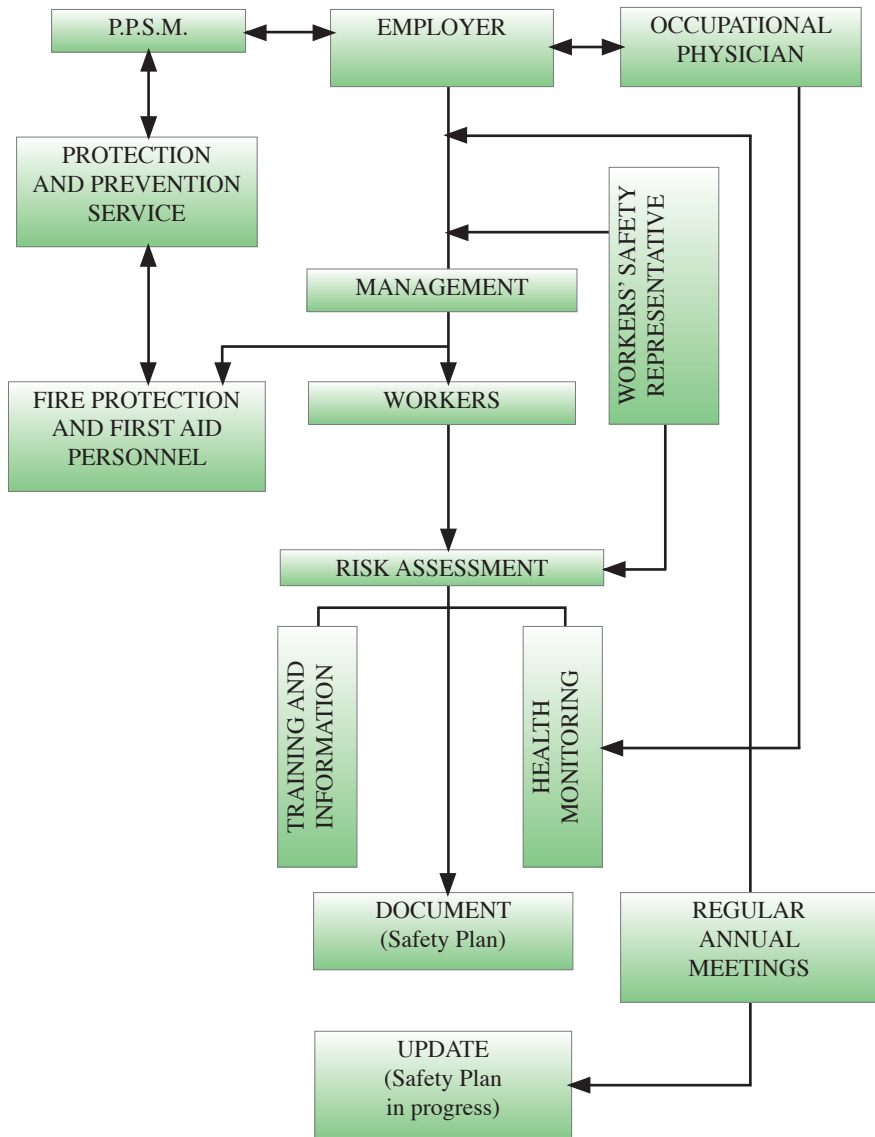 P.P.S.M.
EMPLOYER
OCCUPATIONAL
PHYSICIAN
PROTECTION
AND PREVENTION
SERVICE
WORKERS’ SAFETY
REPRESENTATIVE
MANAGEMENT
FIRE PROTECTION
AND FIRST AID
PERSONNEL
WORKERS
RISK ASSESSMENT
TRAINING AND
INFORMATION
HEALTH
MONITORING
DOCUMENT
(Safety Plan)
REGULAR
ANNUAL
MEETINGS
UPDATE
(Safety Plan
in progress)